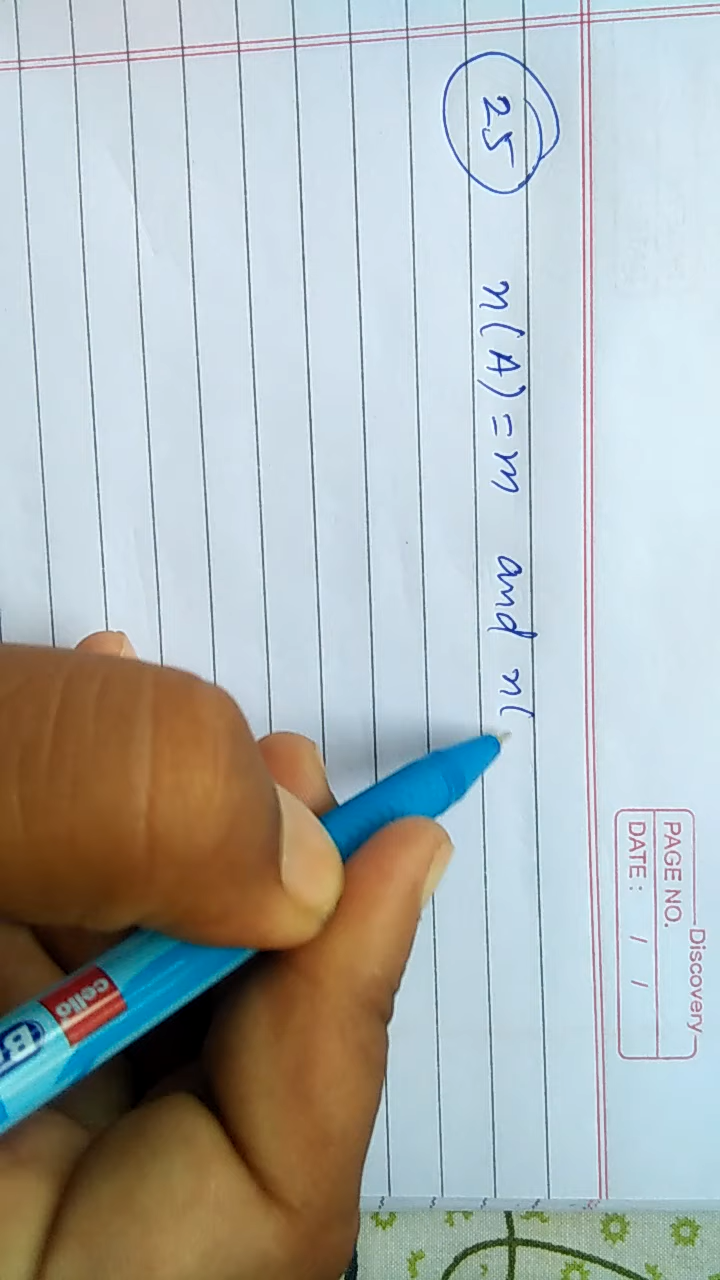 Discovery
PAGE NO.
DATE: / /
25 n(A)=m and n(
cello